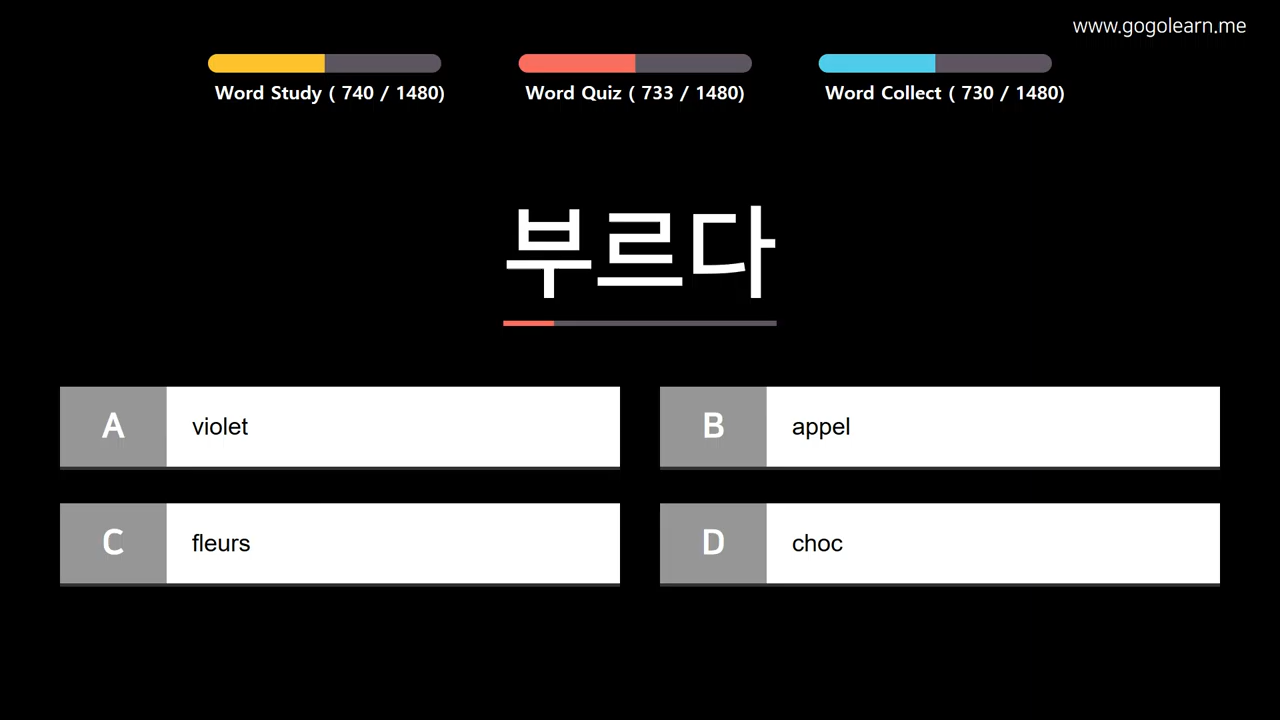 www.gogolearn.me
Word Study ( 740 / 1480)
Word Quiz ( 733 / 1480)
Word Collect ( 730 / 1480)
부르다
A violet
B appel
C fleurs
D choc